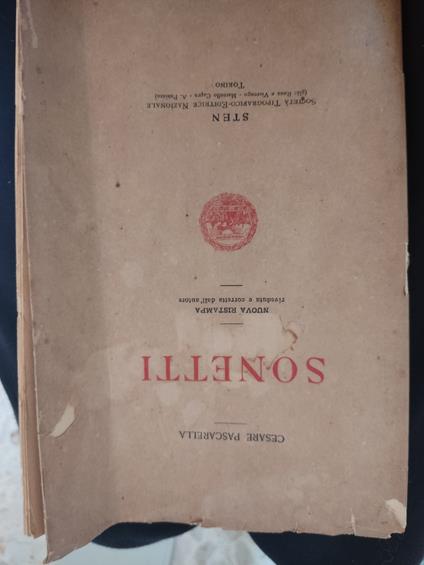 CESARE PASCARELLA
SONETTI
NUOVA RISTAMPA
riveduta e corretta dall'autore
STEN
SOCIETÀ TIPOGRAFICO-EDITRICE NAZIONALE
(già: Roux e Viarengo - Marcello Capra - A. Panizza)
TORINO